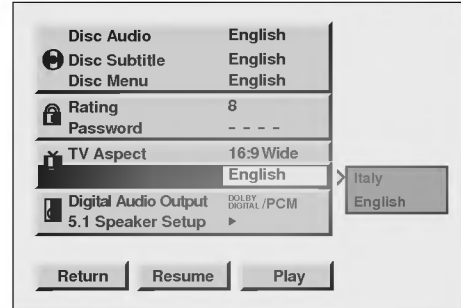 Disc Audio English
Disc Subtitle English
Disc Menu English
Rating 8
Password - - - -
TV Aspect 16:9 Wide
English
Italy
English
Digital Audio Output DOLBY DIGITAL /PCM
5.1 Speaker Setup ►
Return Resume Play